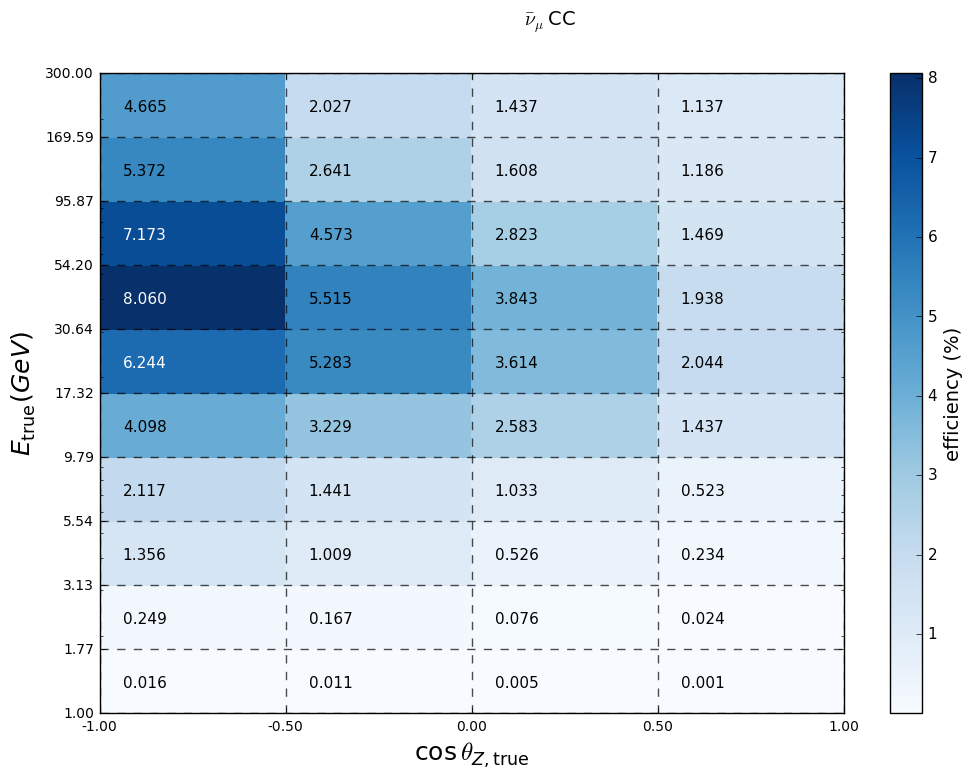 ν̄μ CC
300.00
4.665 2.027 1.437 1.137
169.59
5.372 2.641 1.608 1.186
95.87
7.173 4.573 2.823 1.469
54.20
8.060 5.515 3.843 1.938
30.64
6.244 5.283 3.614 2.044
17.32
4.098 3.229 2.583 1.437
9.79
2.117 1.441 1.033 0.523
5.54
1.356 1.009 0.526 0.234
3.13
0.249 0.167 0.076 0.024
1.77
0.016 0.011 0.005 0.001
1.00
-1.00 -0.50 0.00 0.50 1.00
cos θZ, true
Etrue(GeV)
8
7
6
5
4
3
2
1
efficiency (%)